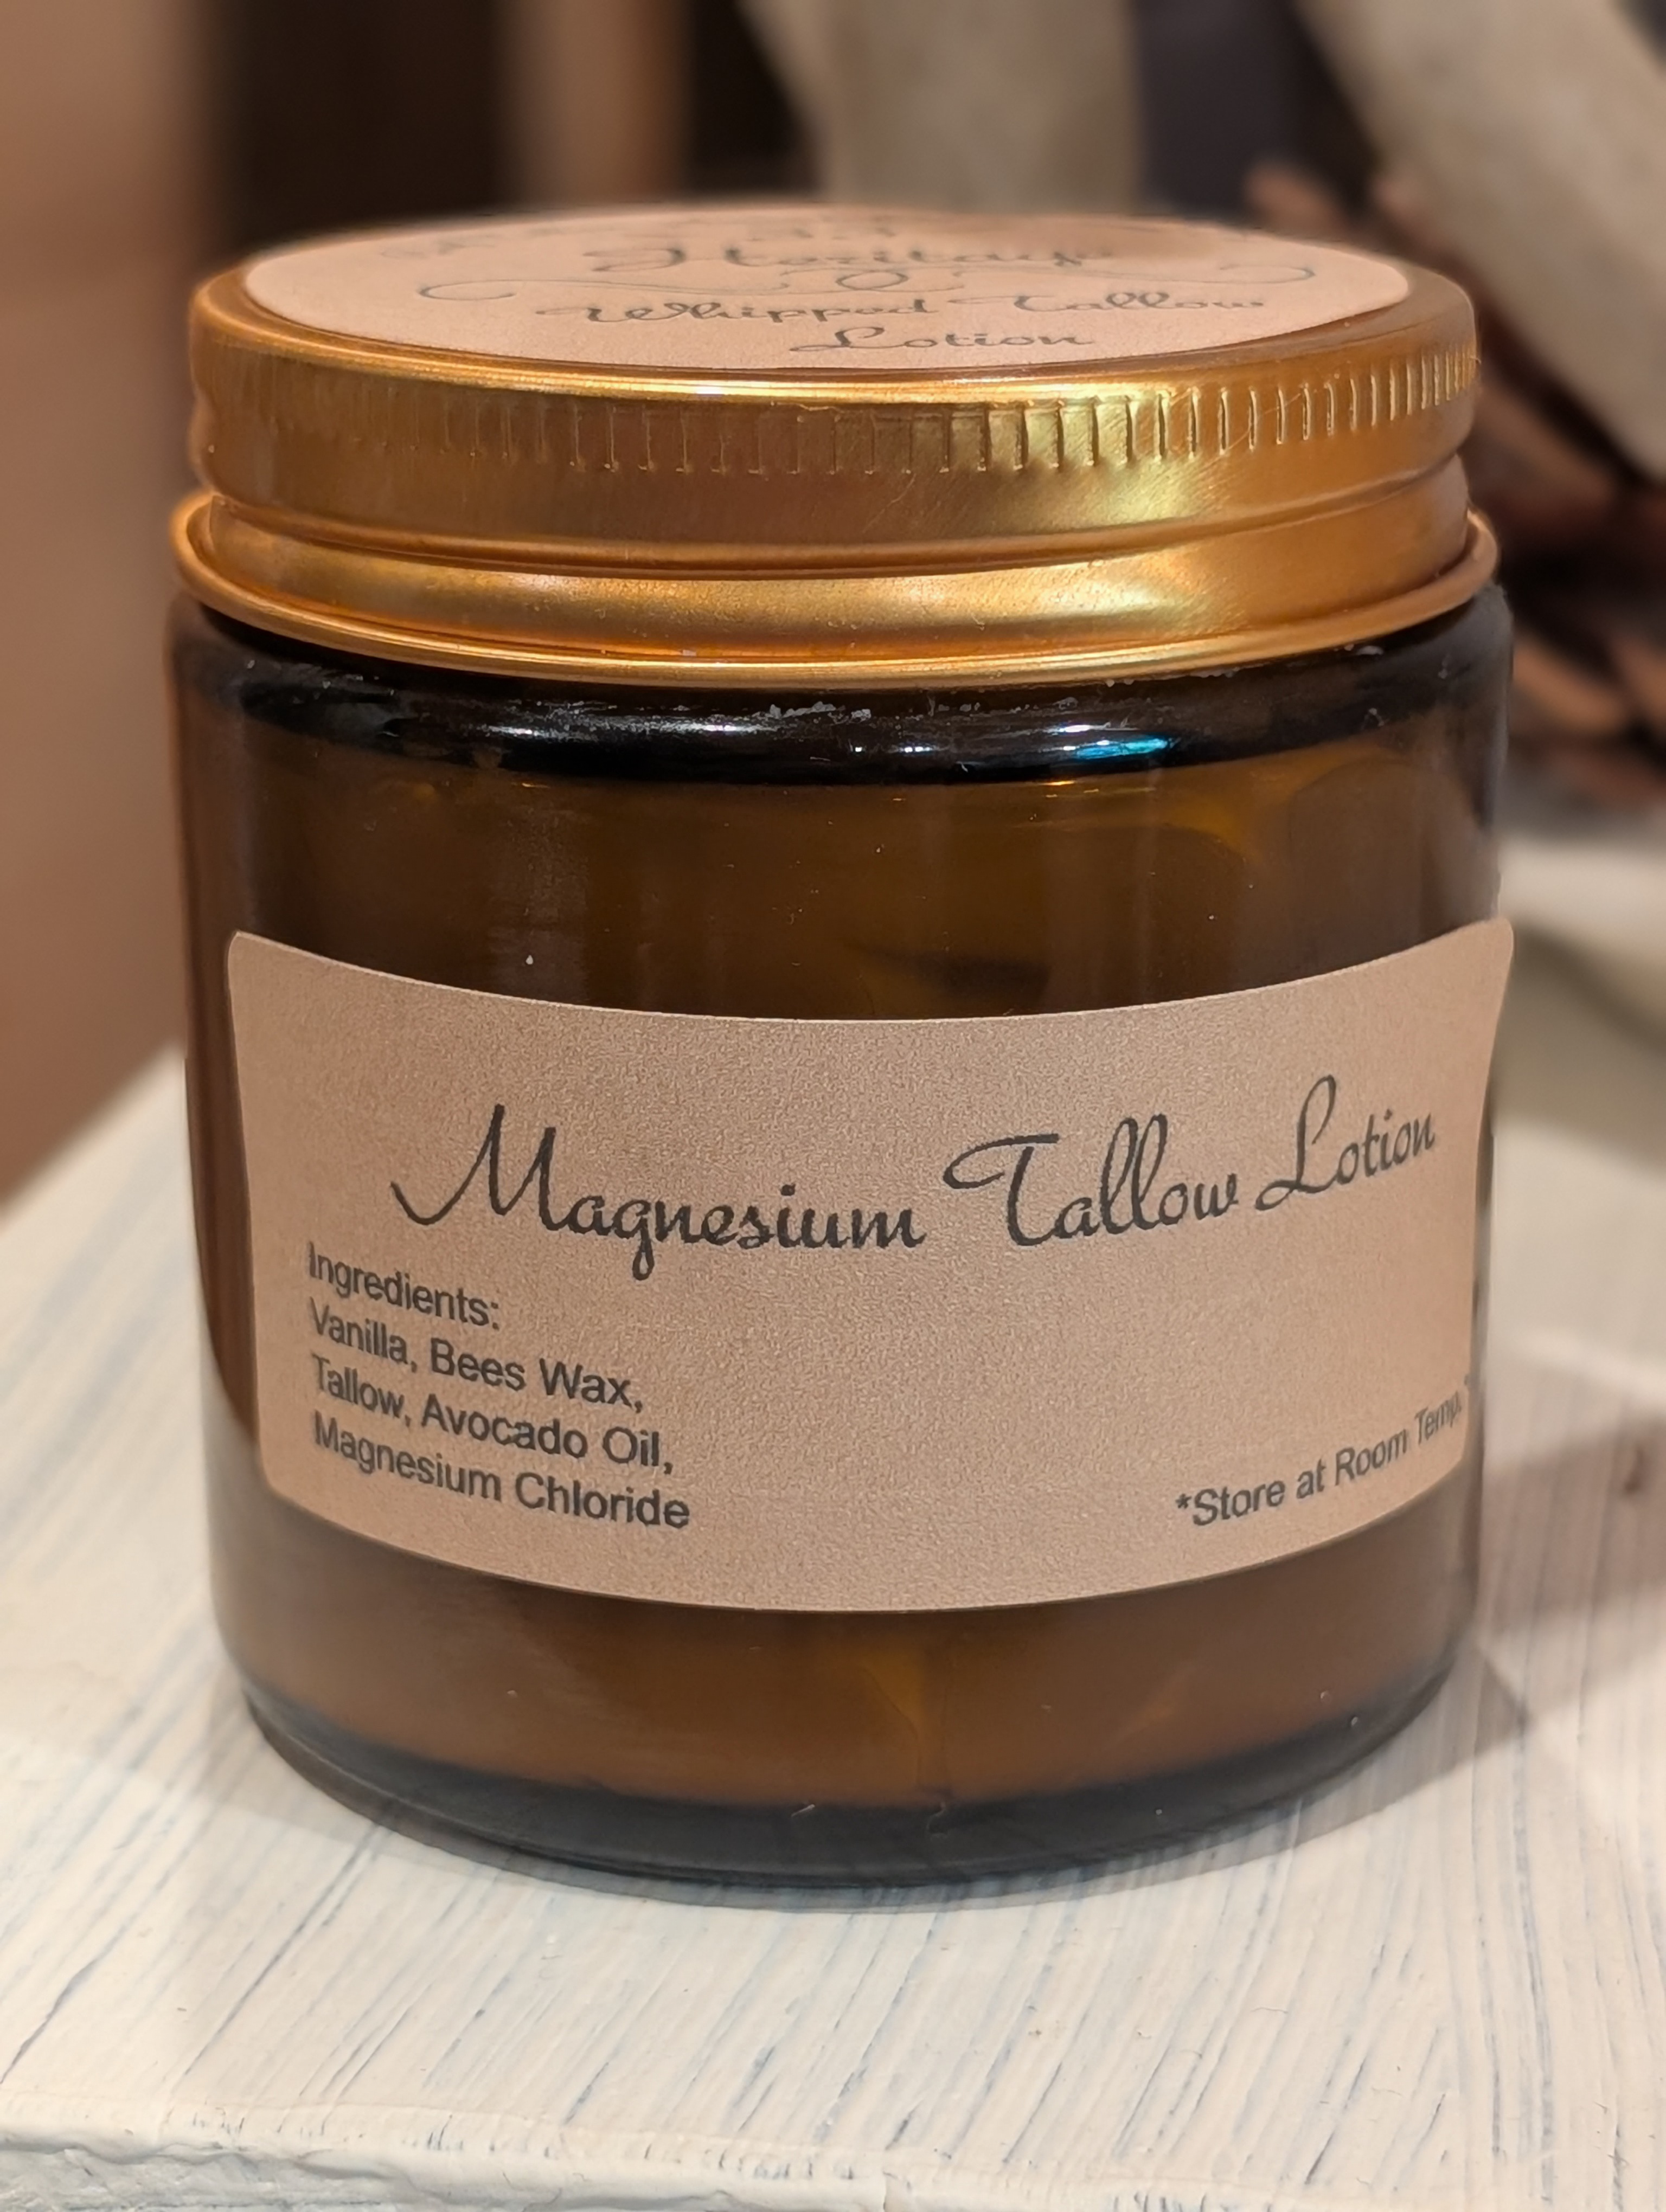 Heritage
Whipped Tallow
Lotion
Magnesium Tallow Lotion
Ingredients:
Vanilla, Bees Wax,
Tallow, Avocado Oil,
Magnesium Chloride
*Store at Room Temp.